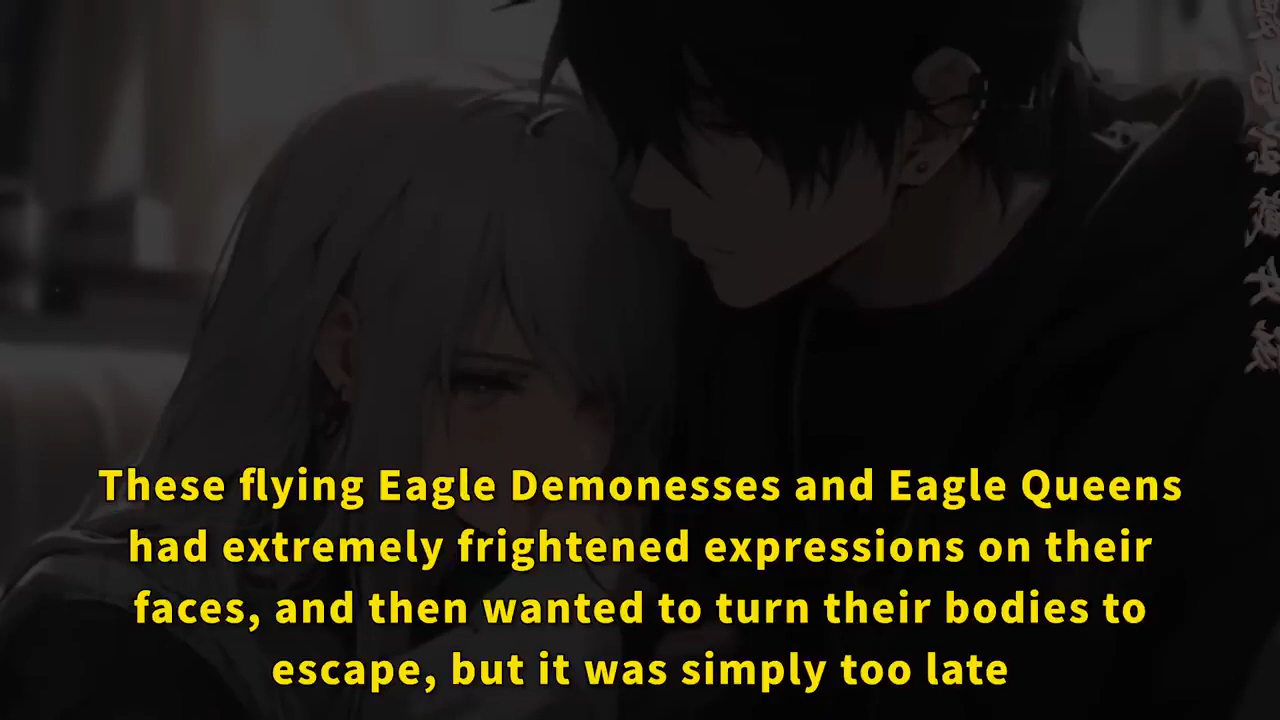 These flying Eagle Demonesses and Eagle Queens
had extremely frightened expressions on their
faces, and then wanted to turn their bodies to
escape, but it was simply too late